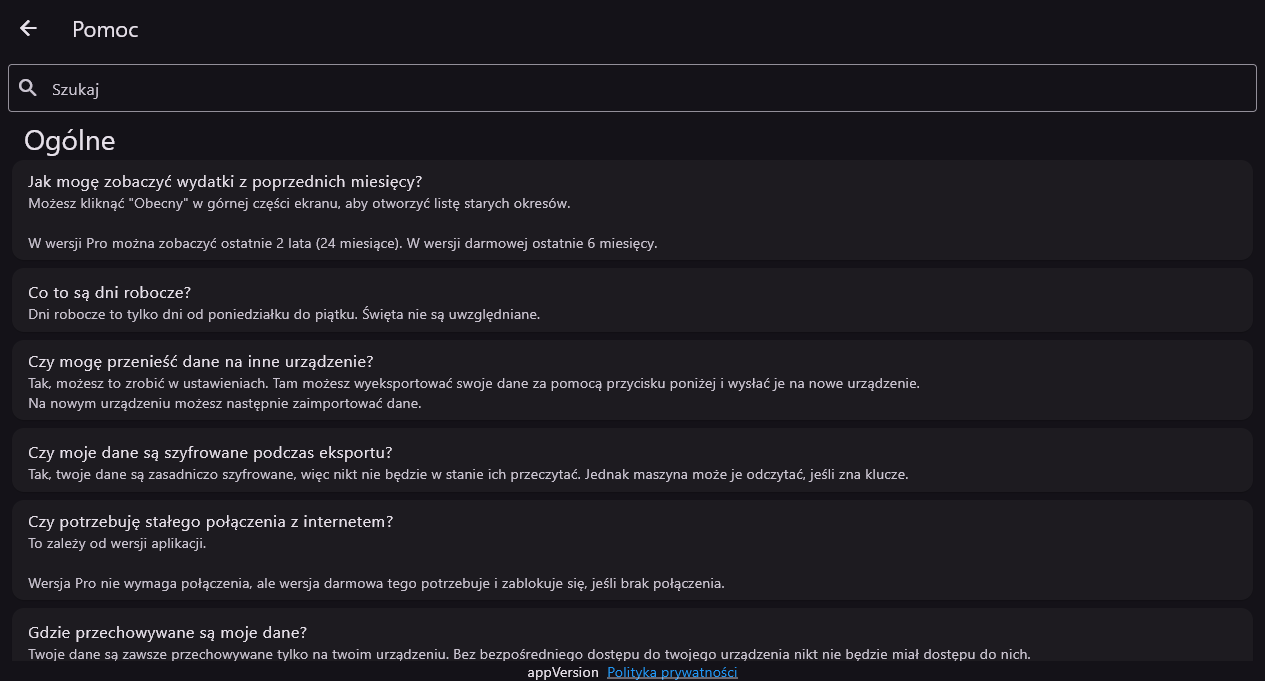 Pomoc
Szukaj
Ogólne
Jak mogę zobaczyć wydatki z poprzednich miesięcy?
Możesz kliknąć "Obecny" w górnej części ekranu, aby otworzyć listę starych okresów.
W wersji Pro można zobaczyć ostatnie 2 lata (24 miesiące). W wersji darmowej ostatnie 6 miesięcy.
Co to są dni robocze?
Dni robocze to tylko dni od poniedziałku do piątku. Święta nie są uwzględniane.
Czy mogę przenieść dane na inne urządzenie?
Tak, możesz to zrobić w ustawieniach. Tam możesz wyeksportować swoje dane za pomocą przycisku poniżej i wysłać je na nowe urządzenie.
Na nowym urządzeniu możesz następnie zaimportować dane.
Czy moje dane są szyfrowane podczas eksportu?
Tak, twoje dane są zasadniczo szyfrowane, więc nikt nie będzie w stanie ich przeczytać. Jednak maszyna może je odczytać, jeśli zna klucze.
Czy potrzebuję stałego połączenia z internetem?
To zależy od wersji aplikacji.
Wersja Pro nie wymaga połączenia, ale wersja darmowa tego potrzebuje i zablokuje się, jeśli brak połączenia.
Gdzie przechowywane są moje dane?
Twoje dane są zawsze przechowywane tylko na twoim urządzeniu. Bez bezpośredniego dostępu do twojego urządzenia nikt nie będzie miał dostępu do nich.
appVersion Polityka prywatności